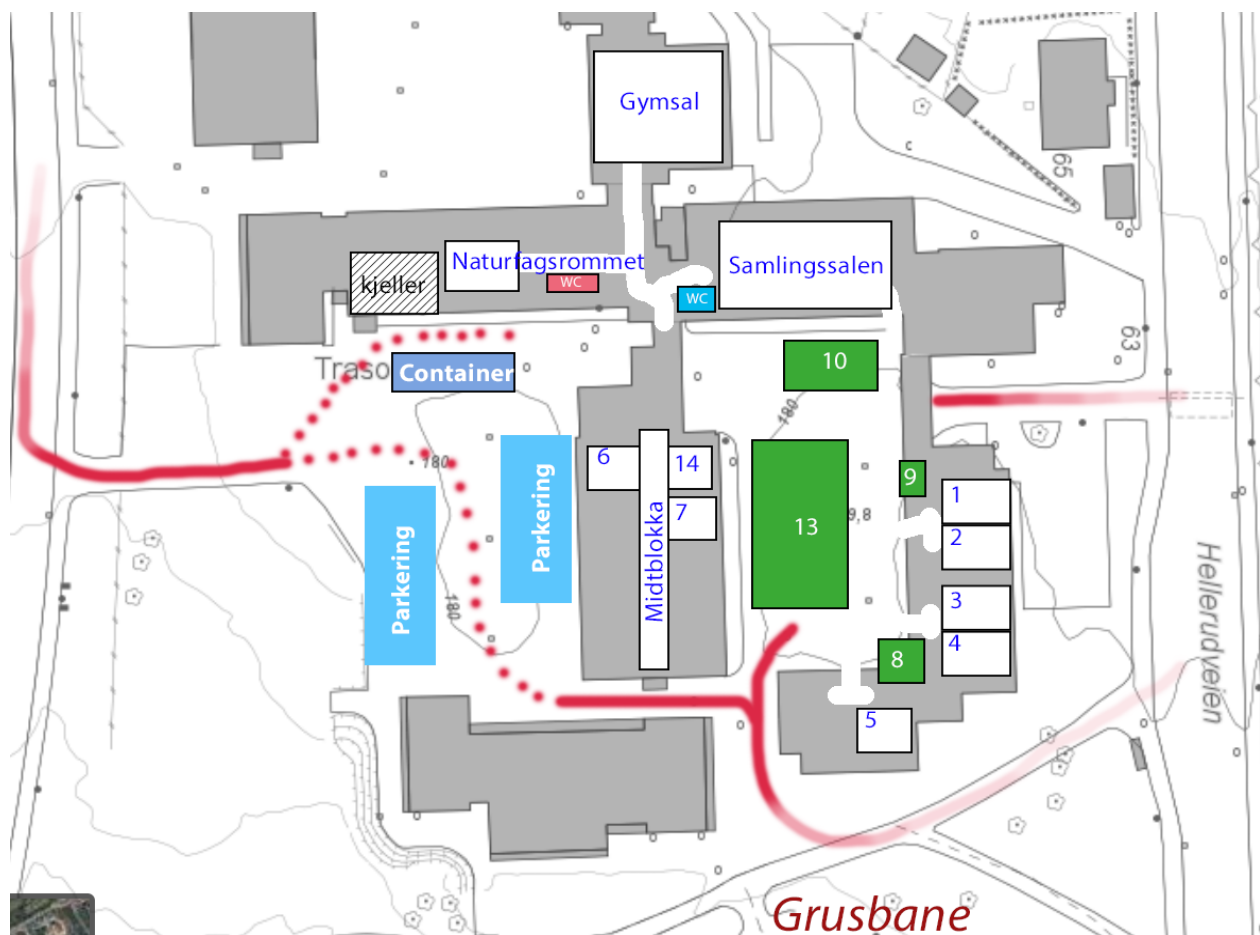 Gymsal
65
c
Naturfagsrommet
Samlingssalen
kjeller
WC
WC
63
Traso
Container
10
180
180
6
14
9
1
Parkering
Parkering
7
Midtblokka
13
9,8
2
Hellerudveien
180
3
8
4
5
Grusbane